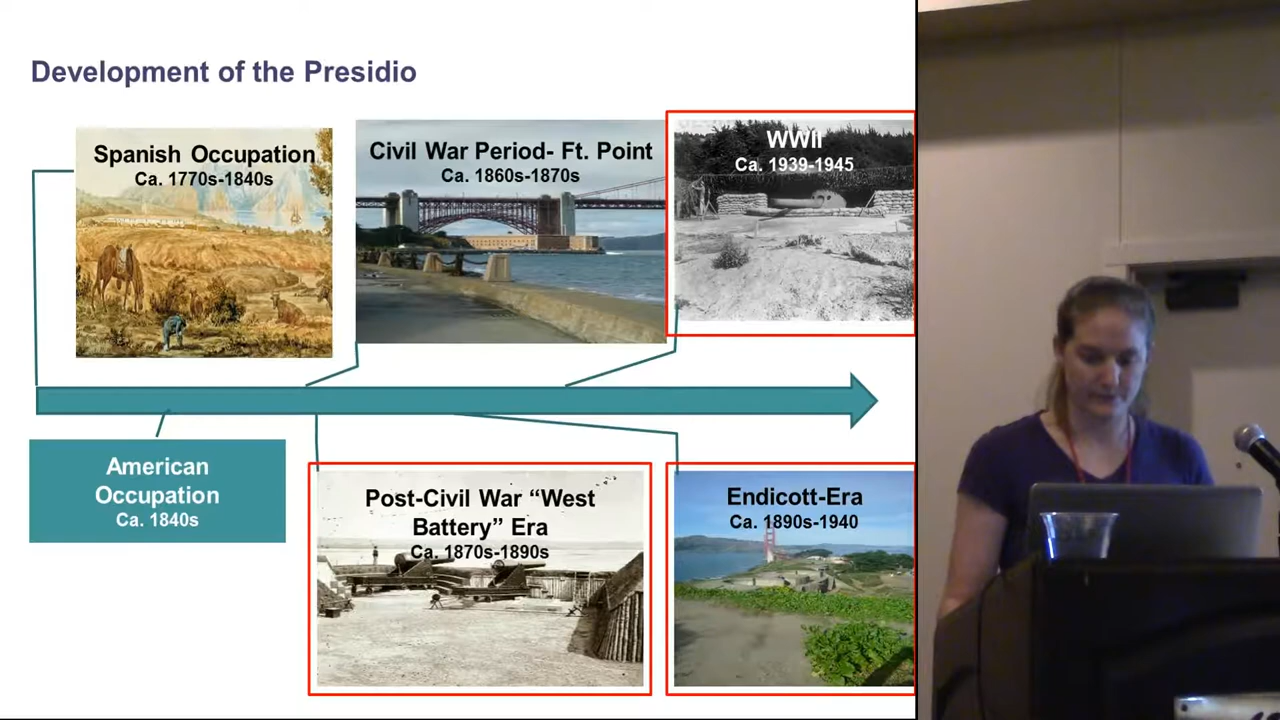 Development of the Presidio
Spanish Occupation
Ca. 1770s-1840s
Civil War Period- Ft. Point
Ca. 1860s-1870s
WWII
Ca. 1939-1945
American
Occupation
Ca. 1840s
Post-Civil War “West
Battery” Era
Ca. 1870s-1890s
Endicott-Era
Ca. 1890s-1940